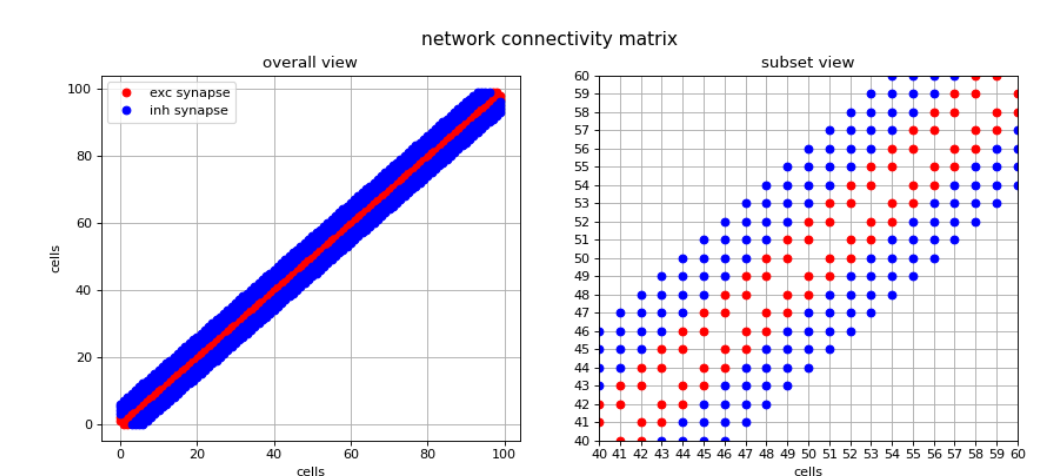 network connectivity matrix
overall view
100
80
60
40
20
0
exc synapse
inh synapse
0 20 40 60 80 100
cells
cells
subset view
60
59
58
57
56
55
54
53
52
51
50
49
48
47
46
45
44
43
42
41
40
40 41 42 43 44 45 46 47 48 49 50 51 52 53 54 55 56 57 58 59 60
cells